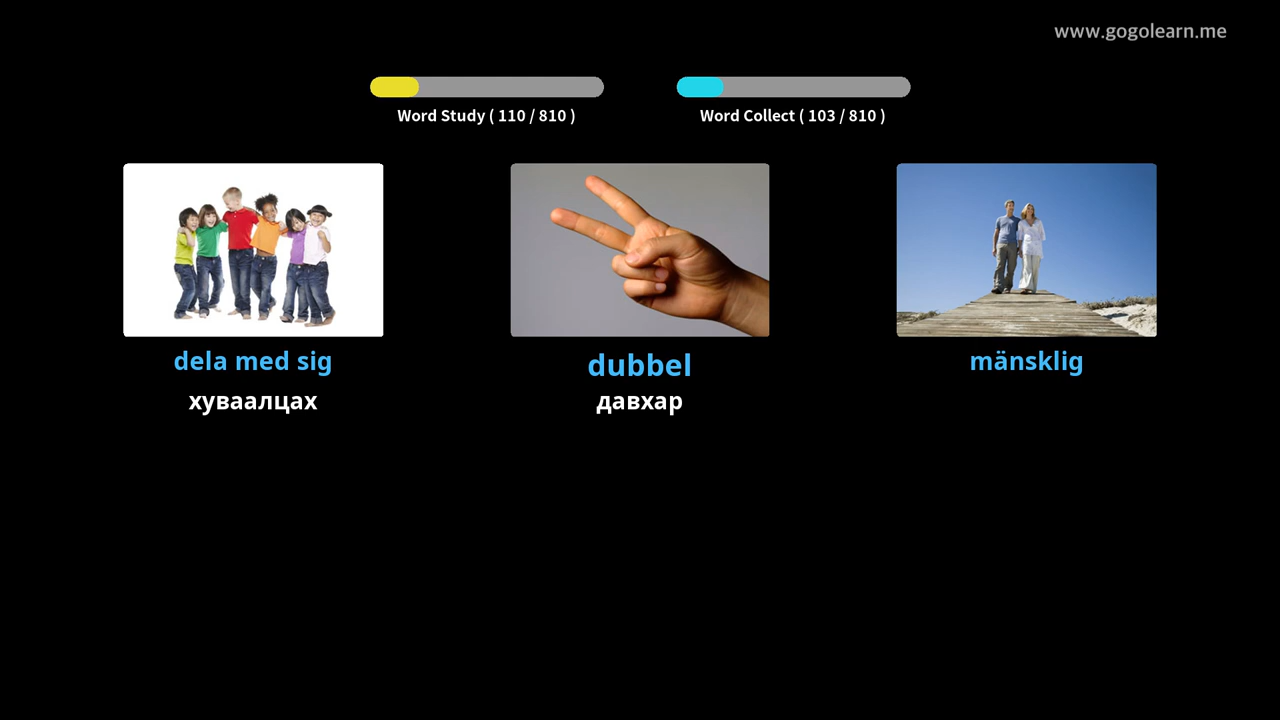 www.gogolearn.me
Word Study ( 110 / 810 )
Word Collect ( 103 / 810 )
dela med sig
dubbel
mänsklig
хуваалцах
давхар